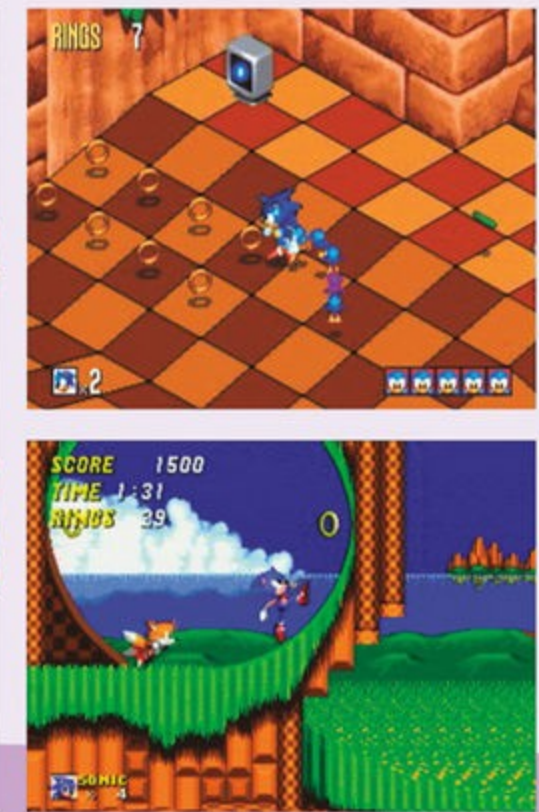 RINGS 7
×2
SCORE 1500
TIME 1:31
RINGS 39
SONIC
× 4